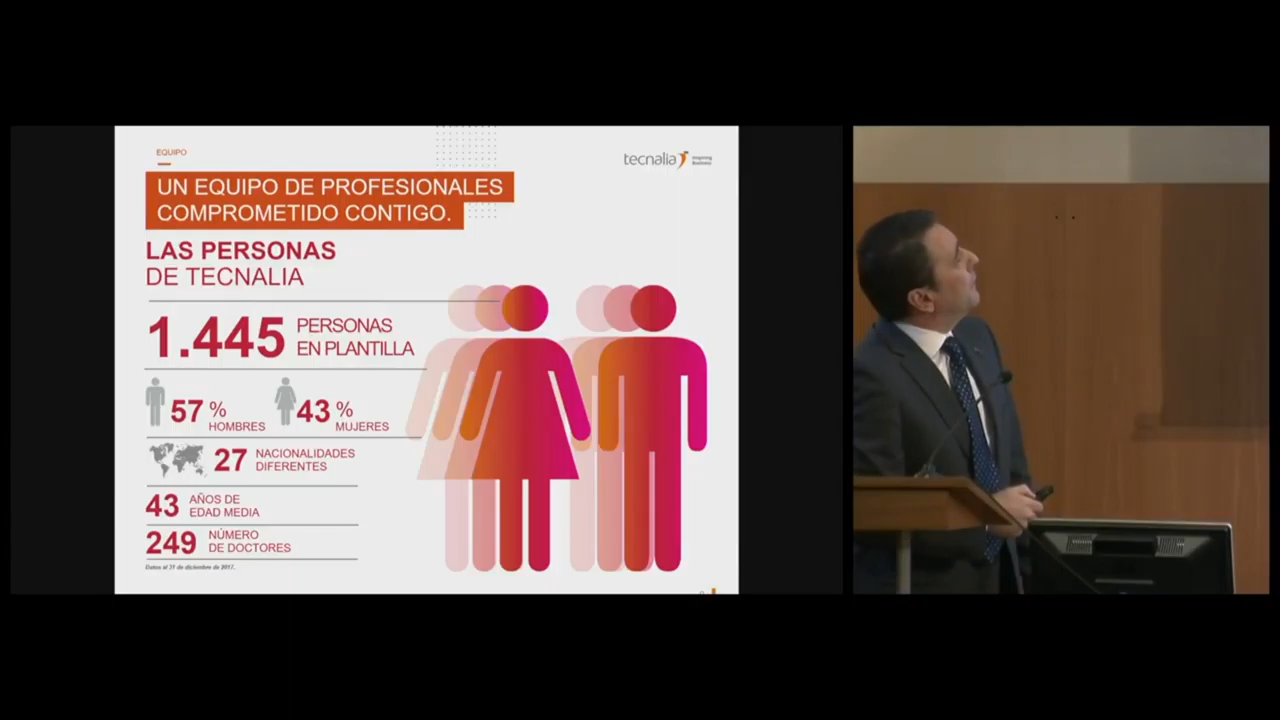 EQUIPO
tecnalia Inspiring
Business
UN EQUIPO DE PROFESIONALES
COMPROMETIDO CONTIGO.
LAS PERSONAS
DE TECNALIA
1.445 PERSONAS
EN PLANTILLA
57 % HOMBRES
43 % MUJERES
27 NACIONALIDADES
DIFERENTES
43 AÑOS DE
EDAD MEDIA
249 NÚMERO
DE DOCTORES
Datos al 31 de diciembre de 2017.